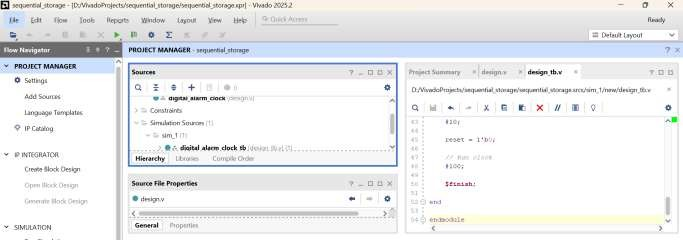 sequential_storage - [D:/VivadoProjects/sequential_storage/sequential_storage.xpr] - Vivado 2025.2
File Edit Flow Tools Reports Window Layout View Help Quick Access
Ready
Default Layout
Flow Navigator
PROJECT MANAGER - sequential_storage
PROJECT MANAGER
Settings
Add Sources
Language Templates
IP Catalog
IP INTEGRATOR
Create Block Design
Open Block Design
Generate Block Design
SIMULATION
Sources
0
digital_alarm_clock (design.v)
Constraints
Simulation Sources (1)
sim_1 (1)
digital_alarm_clock_tb (design_tb.v) (1)
Hierarchy Libraries Compile Order
Source File Properties
design.v
General Properties
Project Summary design.v design_tb.v
D:/VivadoProjects/sequential_storage/sequential_storage.srcs/sim_1/new/design_tb.v
43 #10;
44
45 reset = 1'b0;
46
47 // Run clock
48 #100;
49
50 $finish;
51
52 end
53
54 endmodule